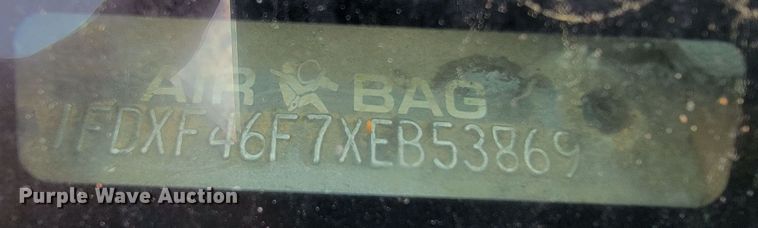 AIR BAG
1FDXF46F7XEB53869
Purple Wave Auction